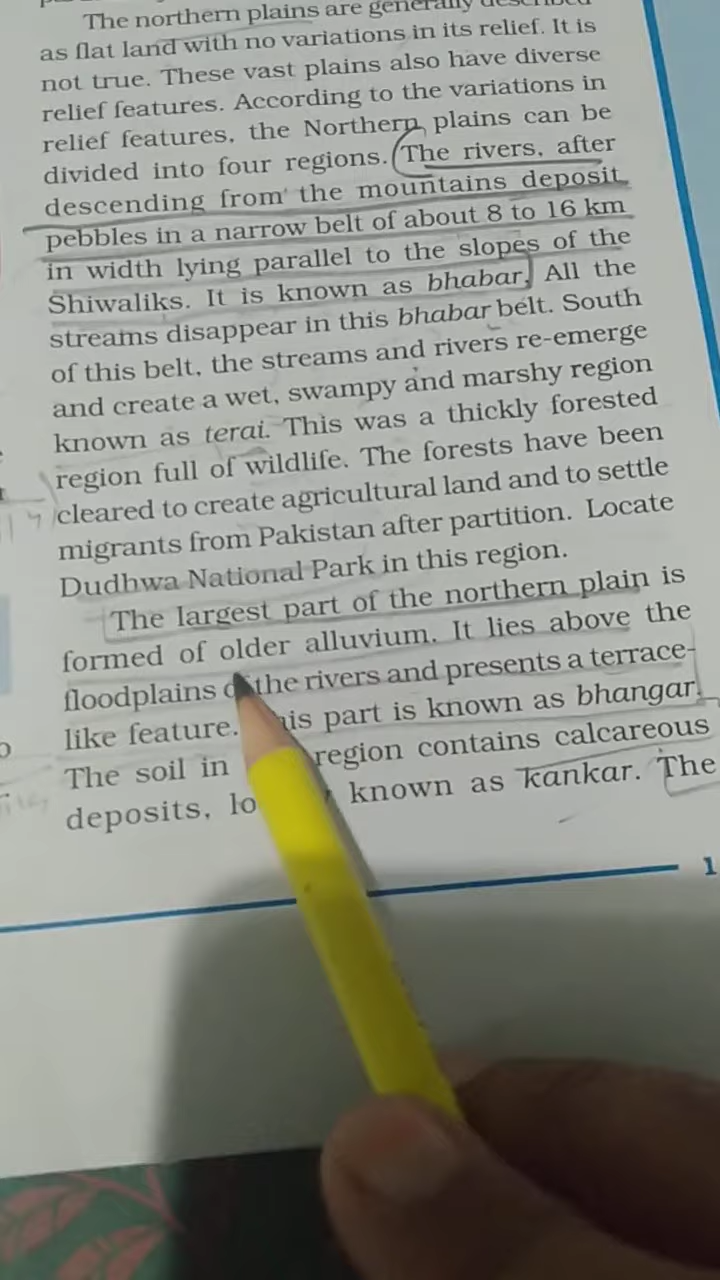 The northern plains are generally described
as flat land with no variations in its relief. It is
not true. These vast plains also have diverse
relief features. According to the variations in
relief features, the Northern plains can be
divided into four regions. The rivers, after
descending from the mountains deposit
pebbles in a narrow belt of about 8 to 16 km
in width lying parallel to the slopes of the
Shiwaliks. It is known as bhabar. All the
streams disappear in this bhabar belt. South
of this belt, the streams and rivers re-emerge
and create a wet, swampy and marshy region
known as terai. This was a thickly forested
region full of wildlife. The forests have been
cleared to create agricultural land and to settle
migrants from Pakistan after partition. Locate
Dudhwa National Park in this region.
The largest part of the northern plain is
formed of older alluvium. It lies above the
floodplains of the rivers and presents a terrace-
like feature. This part is known as bhangar.
The soil in region contains calcareous
deposits, known as kankar. The
1